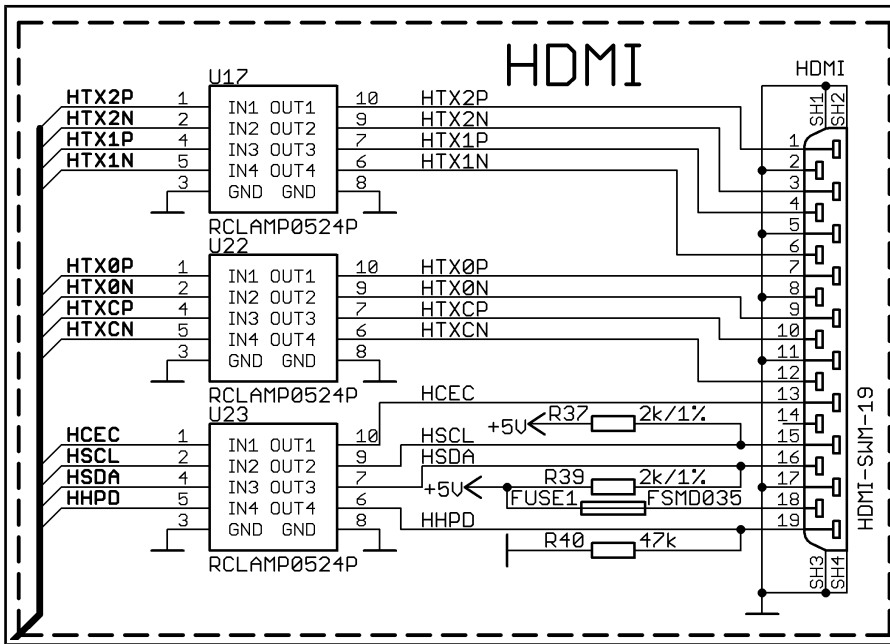 HDMI
HDMI
SH1
SH2
U17
HTX2P 1 IN1 OUT1 10 HTX2P
HTX2N 2 IN2 OUT2 9 HTX2N
HTX1P 4 IN3 OUT3 7 HTX1P
HTX1N 5 IN4 OUT4 6 HTX1N
3 GND GND 8
RCLAMP0524P
U22
HTX0P 1 IN1 OUT1 10 HTX0P
HTX0N 2 IN2 OUT2 9 HTX0N
HTXCP 4 IN3 OUT3 7 HTXCP
HTXCN 5 IN4 OUT4 6 HTXCN
3 GND GND 8
RCLAMP0524P
U23
HCEC 1 IN1 OUT1 10 HCEC
HSCL 2 IN2 OUT2 9 HSCL
HSDA 4 IN3 OUT3 7 HSDA
HHPD 5 IN4 OUT4 6 HHPD
3 GND GND 8
RCLAMP0524P
+5V R37 2k/1%
+5V R39 2k/1%
FUSE1 FSMD035
R40 47k
1
2
3
4
5
6
7
8
9
10
11
12
13
14
15
16
17
18
19
HDMI-SWM-19
SH3
SH4